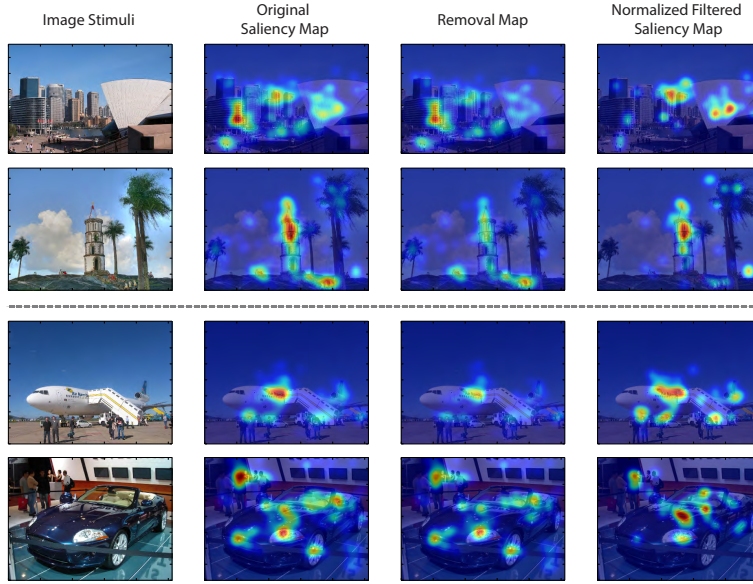 Image Stimuli
Original
Saliency Map
Removal Map
Normalized Filtered
Saliency Map